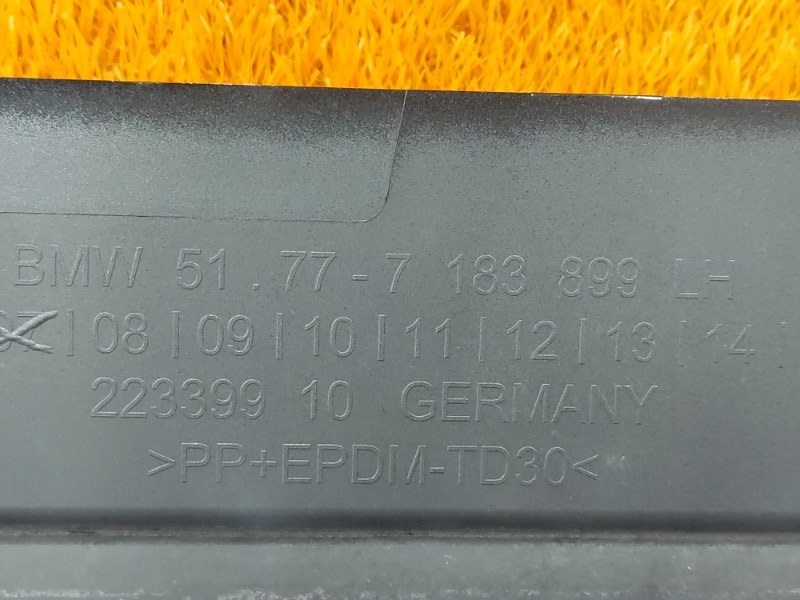 BMW 51.77-7 183 899 LH
07 | 08 | 09 | 10 | 11 | 12 | 13 | 14 |
223399 10 GERMANY
>PP+EPDM-TD30<